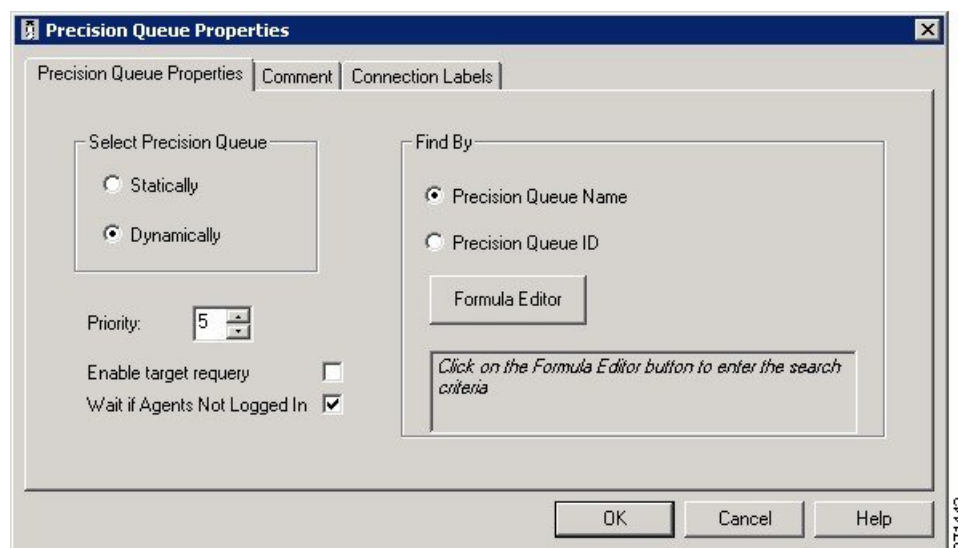 Precision Queue Properties
Precision Queue Properties
Comment
Connection Labels
Select Precision Queue
Statically
Dynamically
Priority:
5
Enable target requery
Wait if Agents Not Logged In
Find By
Precision Queue Name
Precision Queue ID
Formula Editor
Click on the Formula Editor button to enter the search
criteria
OK
Cancel
Help